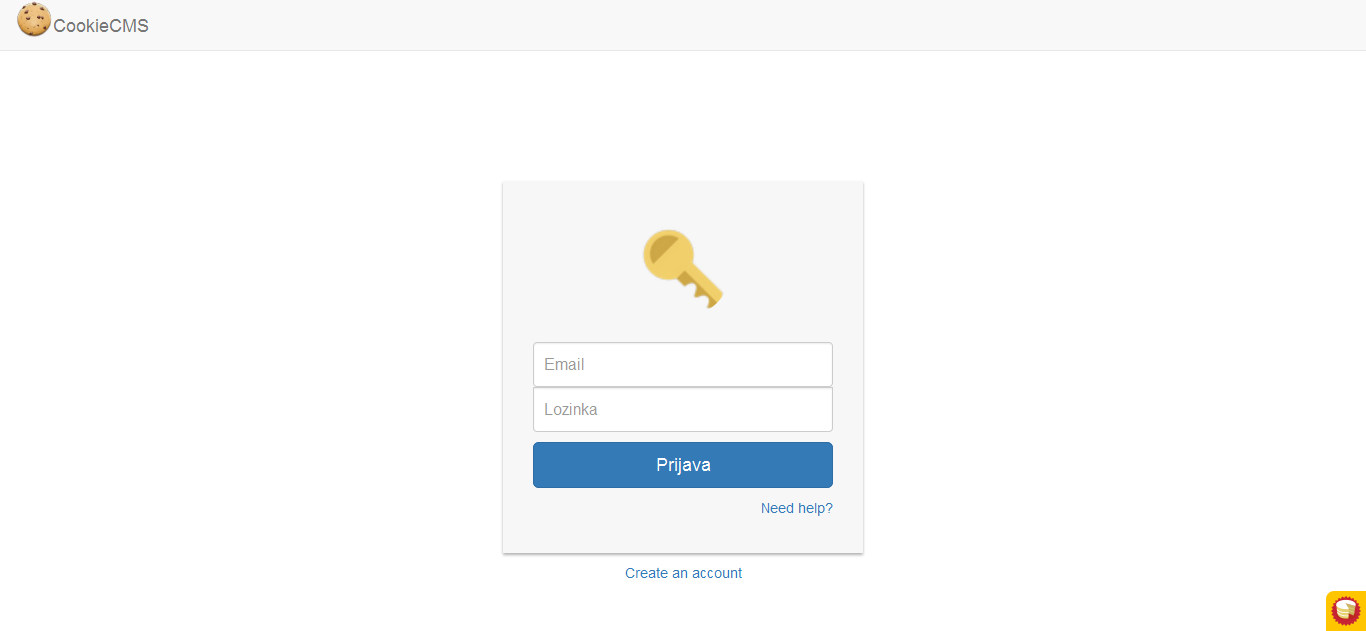 CookieCMS
Email
Lozinka
Prijava
Need help?
Create an account